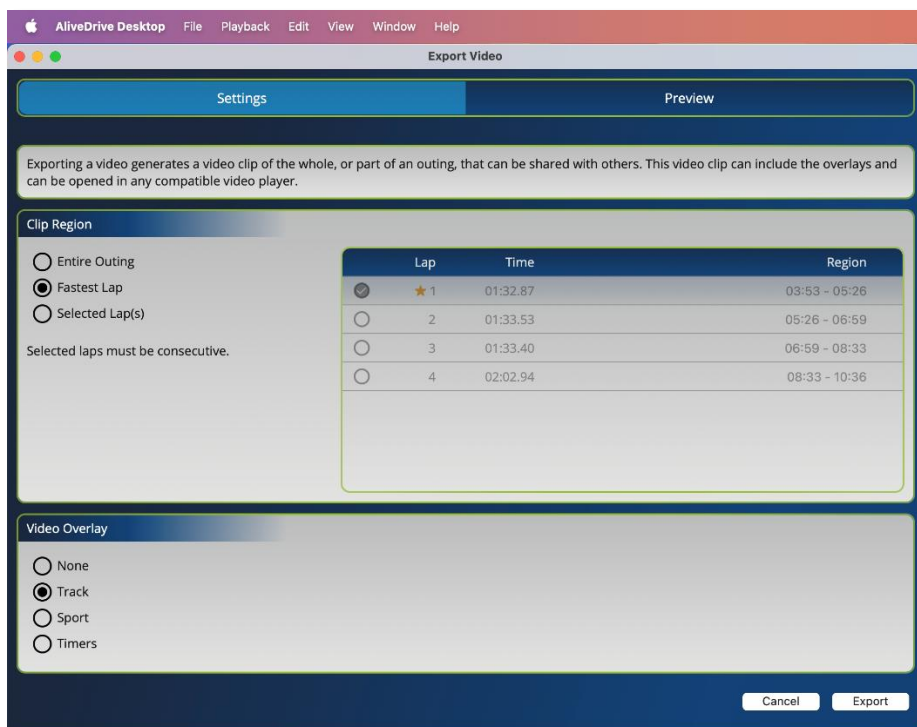 AliveDrive Desktop File Playback Edit View Window Help
Export Video
Settings Preview
Exporting a video generates a video clip of the whole, or part of an outing, that can be shared with others. This video clip can include the overlays and
can be opened in any compatible video player.
Clip Region
Entire Outing
Fastest Lap
Selected Lap(s)
Selected laps must be consecutive.
Lap Time Region
1 01:32.87 03:53 - 05:26
2 01:33.53 05:26 - 06:59
3 01:33.40 06:59 - 08:33
4 02:02.94 08:33 - 10:36
Video Overlay
None
Track
Sport
Timers
Cancel Export